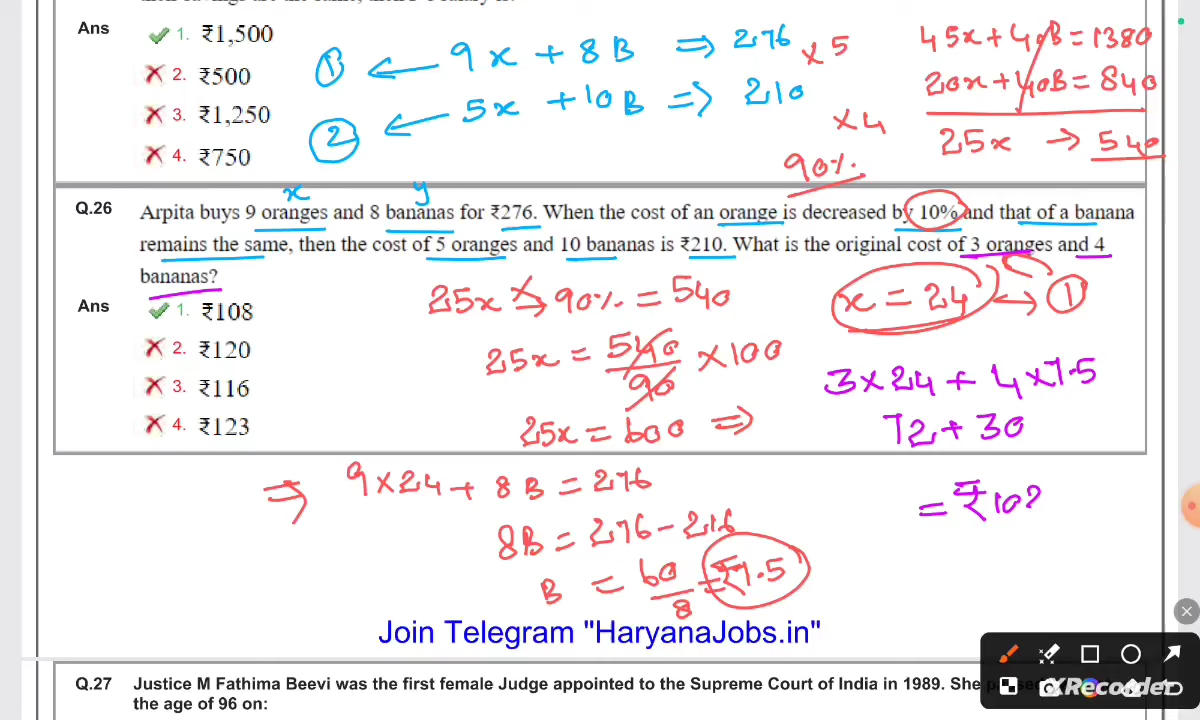 Ans
1. ₹1,500
2. ₹500
3. ₹1,250
4. ₹750
① ← 9x + 8B ⇒ 276 × 5
② ← 5x + 10B ⇒ 210
× 4
90%
45x + 40B = 1380
20x + 40B = 840
25x → 540
x
y
Q.26 Arpita buys 9 oranges and 8 bananas for ₹276. When the cost of an orange is decreased by 10% and that of a banana
remains the same, then the cost of 5 oranges and 10 bananas is ₹210. What is the original cost of 3 oranges and 4
bananas?
Ans
1. ₹108
2. ₹120
3. ₹116
4. ₹123
25x → 90% = 540
25x = 540/90 × 100
25x = 600 ⇒
x = 24 ↔ ①
3 × 24 + 4 × 7.5
72 + 30
= ₹102
⇒ 9 × 24 + 8B = 276
8B = 276 - 216
B = 60/8 = ₹7.5
Join Telegram "HaryanaJobs.in"
Q.27 Justice M Fathima Beevi was the first female Judge appointed to the Supreme Court of India in 1989. She
the age of 96 on:
XRecorder